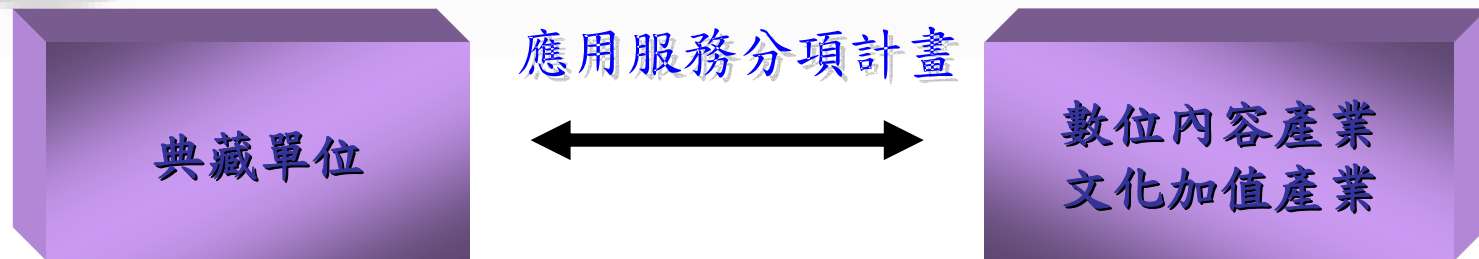 應用服務分項計畫
典藏單位
數位內容產業
文化加值產業